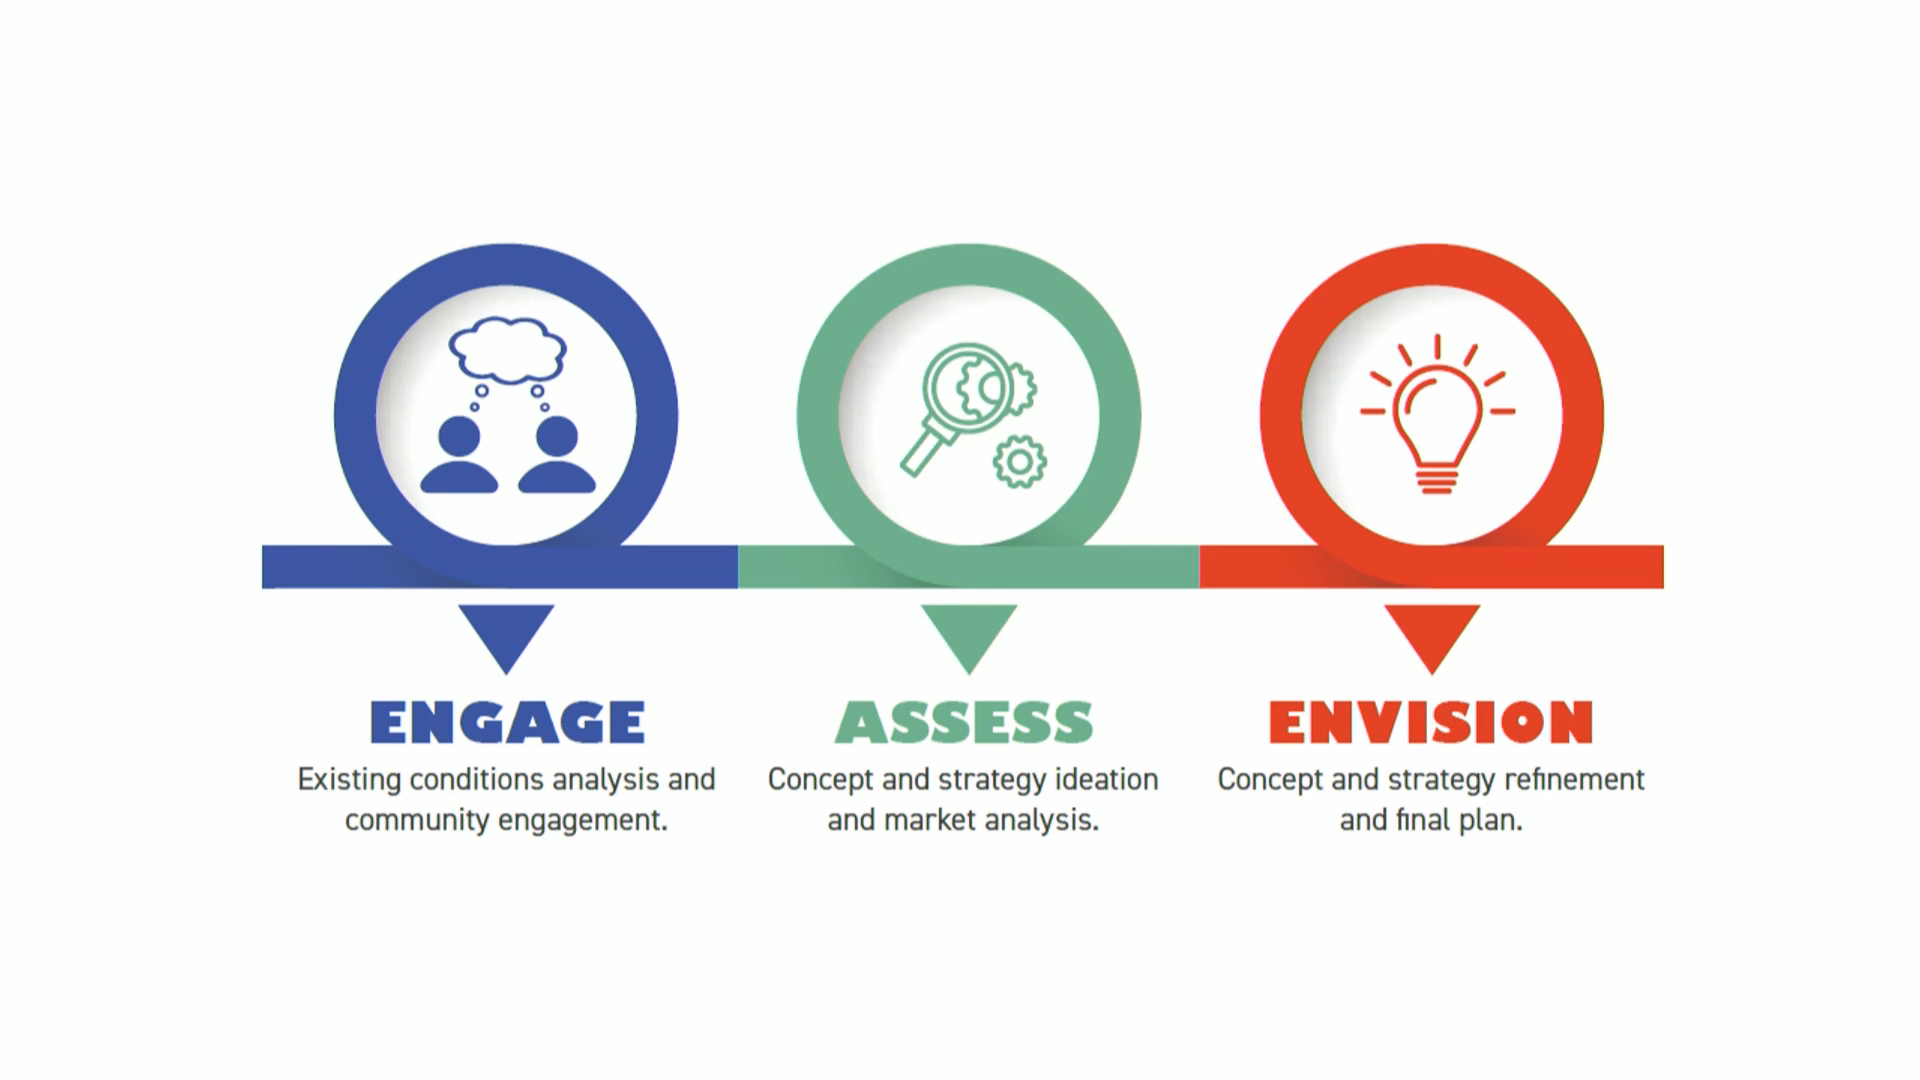 ENGAGE
Existing conditions analysis and
community engagement.
ASSESS
Concept and strategy ideation
and market analysis.
ENVISION
Concept and strategy refinement
and final plan.